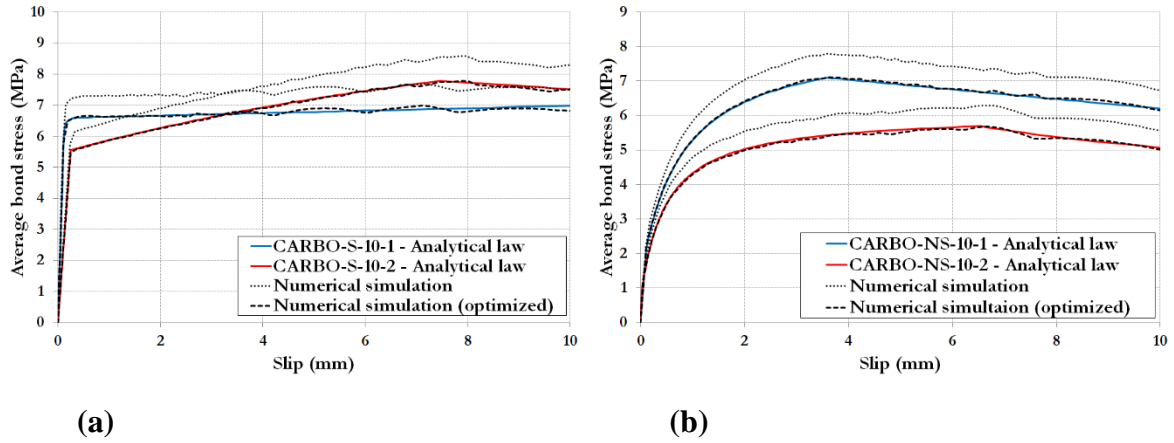 Average bond stress (MPa)
10
9
8
7
6
5
4
3
2
1
0
CARBO-S-10-1 - Analytical law
CARBO-S-10-2 - Analytical law
Numerical simulation
Numerical simulation (optimized)
0 2 4 6 8 10
Slip (mm)
(a)
Average bond stress (MPa)
9
8
7
6
5
4
3
2
1
0
CARBO-NS-10-1 - Analytical law
CARBO-NS-10-2 - Analytical law
Numerical simulation
Numerical simultaion (optimized)
0 2 4 6 8 10
Slip (mm)
(b)